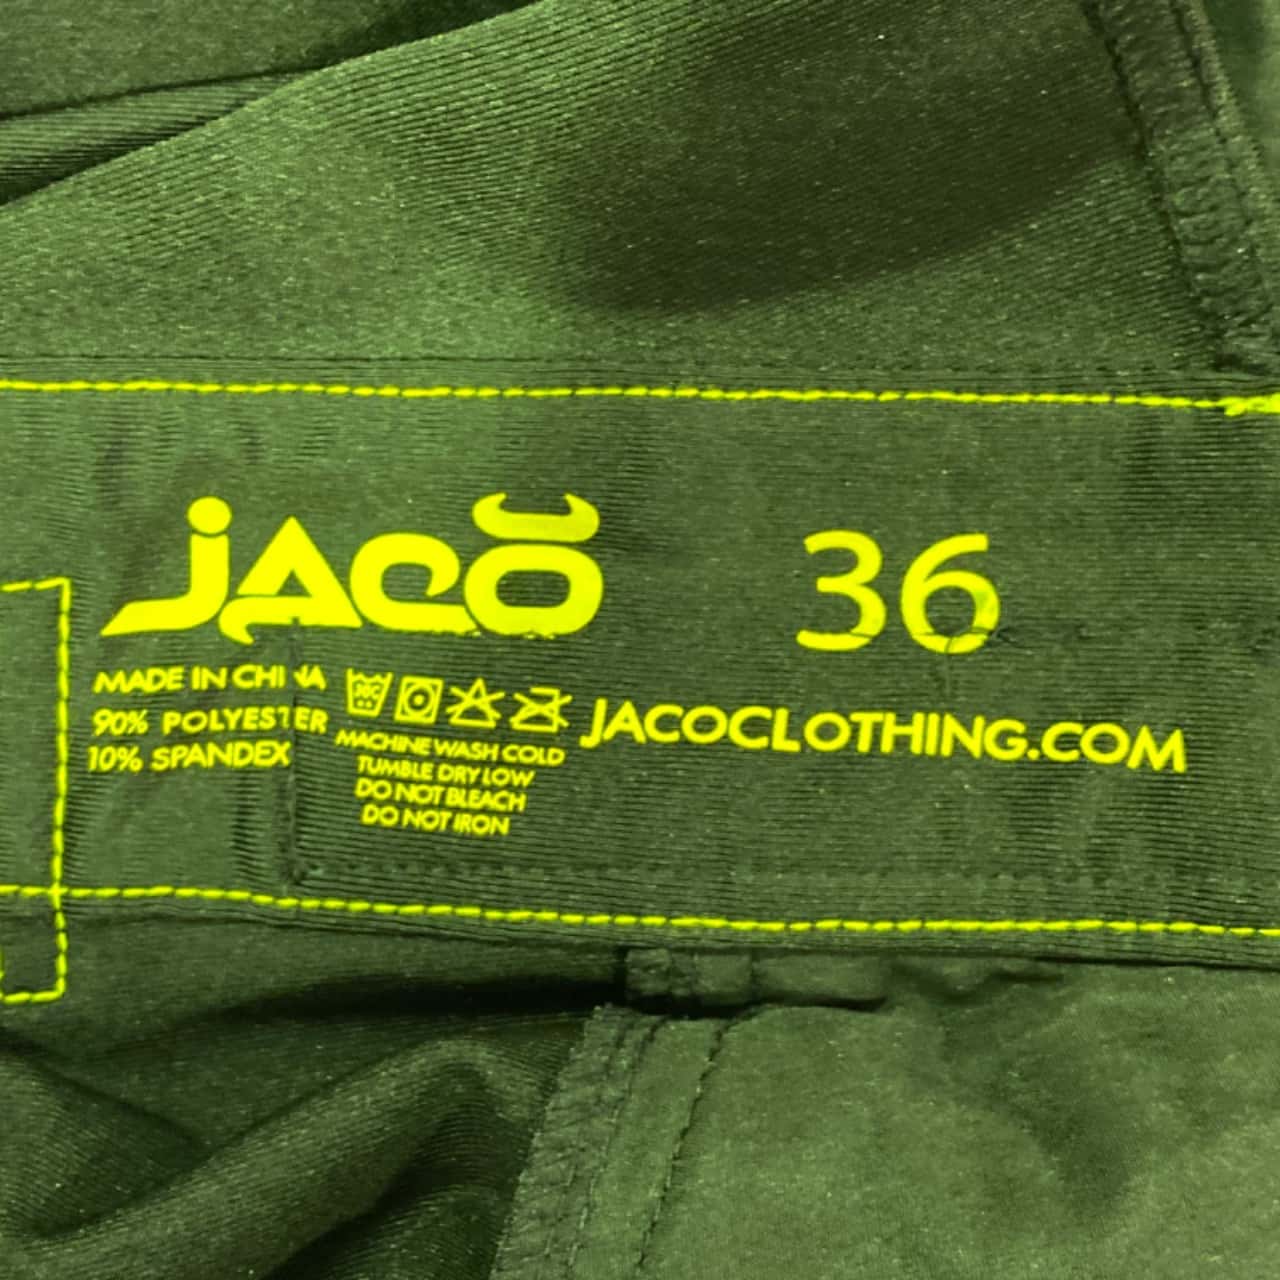 JACO
36
MADE IN CHINA
90% POLYESTER
10% SPANDEX
30C
MACHINE WASH COLD
TUMBLE DRY LOW
DO NOT BLEACH
DO NOT IRON
JACOCLOTHING.COM